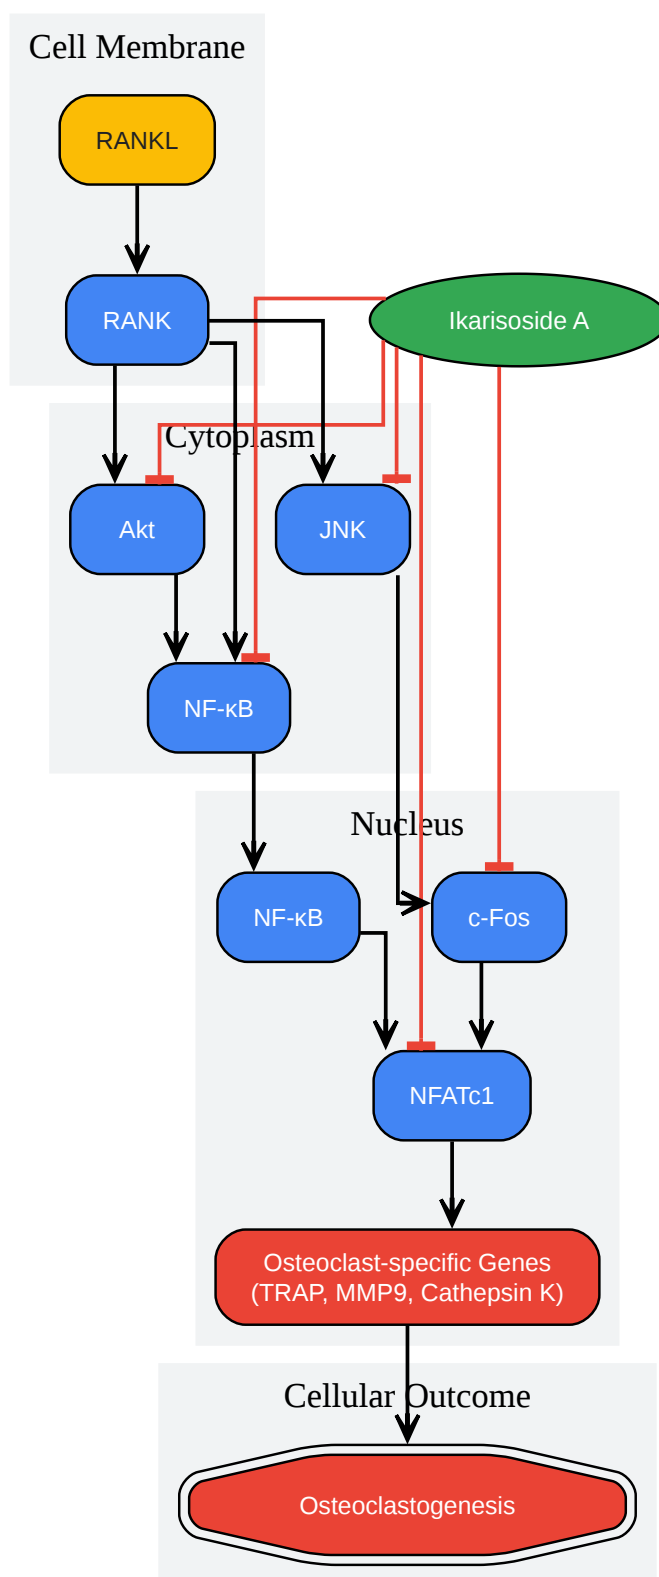 Cell Membrane
RANKL
RANK
Ikarisoside A
Cytoplasm
Akt
JNK
NF-κB
Nucleus
NF-κB
c-Fos
NFATc1
Osteoclast-specific Genes
(TRAP, MMP9, Cathepsin K)
Cellular Outcome
Osteoclastogenesis